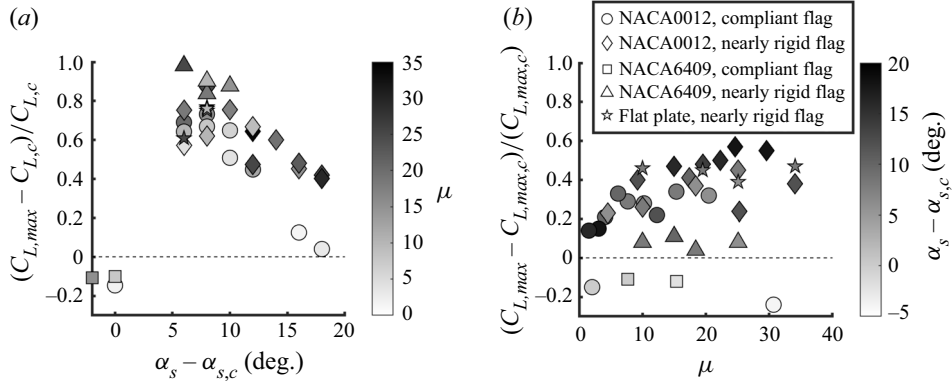 (a)
(C_{L,max} − C_{L,c})/C_{L,c}
1.0
0.8
0.6
0.4
0.2
0
−0.2
0 5 10 15 20
α_s − α_{s,c} (deg.)
35
30
25
20
15
10
5
0
μ
(b)
(C_{L,max} − C_{L,max,c})/(C_{L,max,c})
NACA0012, compliant flag
NACA0012, nearly rigid flag
NACA6409, compliant flag
NACA6409, nearly rigid flag
Flat plate, nearly rigid flag
1.0
0.8
0.6
0.4
0.2
0
−0.2
0 10 20 30 40
μ
20
15
10
5
0
−5
α_s − α_{s,c} (deg.)